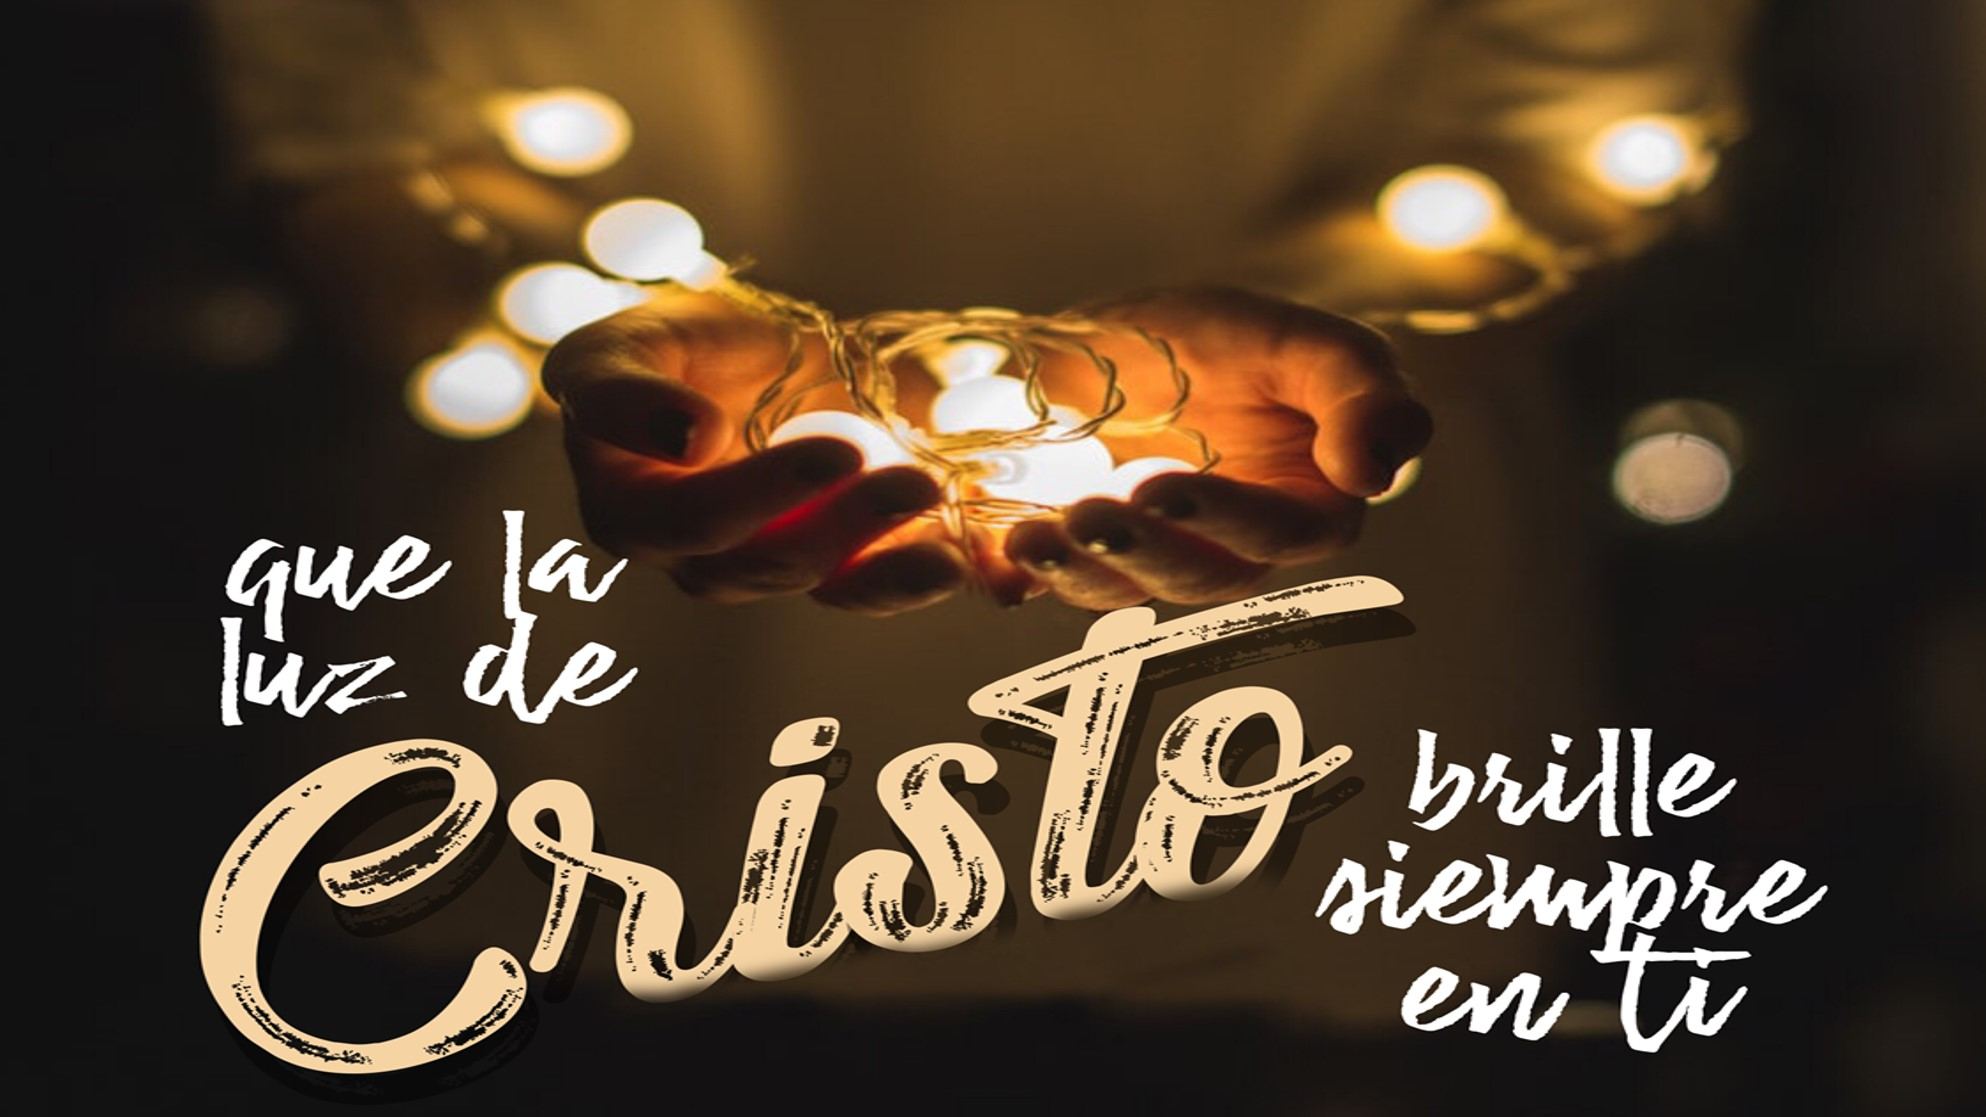 que la
luz de
Cristo
brille
siempre
en ti